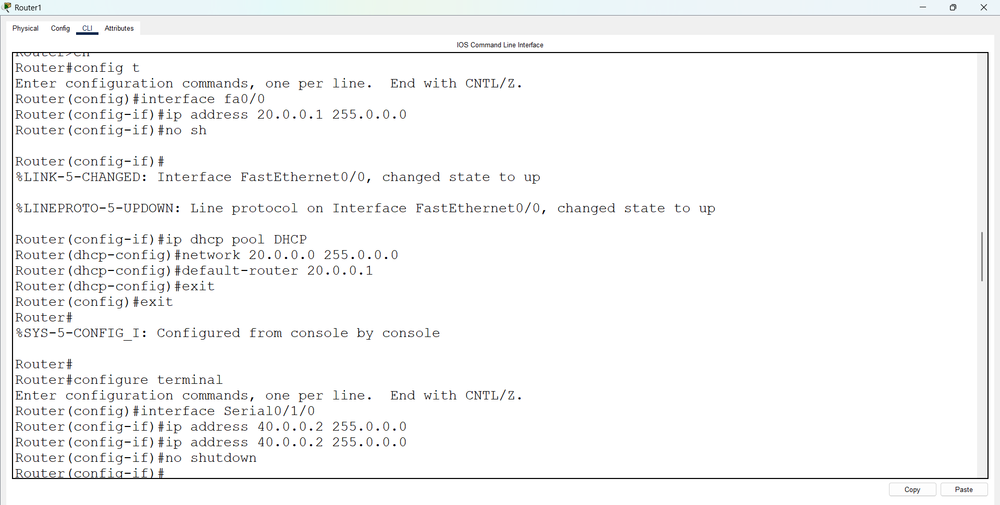 Router1
Physical Config CLI Attributes
IOS Command Line Interface
Router>en
Router#config t
Enter configuration commands, one per line.  End with CNTL/Z.
Router(config)#interface fa0/0
Router(config-if)#ip address 20.0.0.1 255.0.0.0
Router(config-if)#no sh
Router(config-if)#
%LINK-5-CHANGED: Interface FastEthernet0/0, changed state to up
%LINEPROTO-5-UPDOWN: Line protocol on Interface FastEthernet0/0, changed state to up
Router(config-if)#ip dhcp pool DHCP
Router(dhcp-config)#network 20.0.0.0 255.0.0.0
Router(dhcp-config)#default-router 20.0.0.1
Router(dhcp-config)#exit
Router(config)#exit
Router#
%SYS-5-CONFIG_I: Configured from console by console
Router#
Router#configure terminal
Enter configuration commands, one per line.  End with CNTL/Z.
Router(config)#interface Serial0/1/0
Router(config-if)#ip address 40.0.0.2 255.0.0.0
Router(config-if)#ip address 40.0.0.2 255.0.0.0
Router(config-if)#no shutdown
Router(config-if)#
Copy Paste